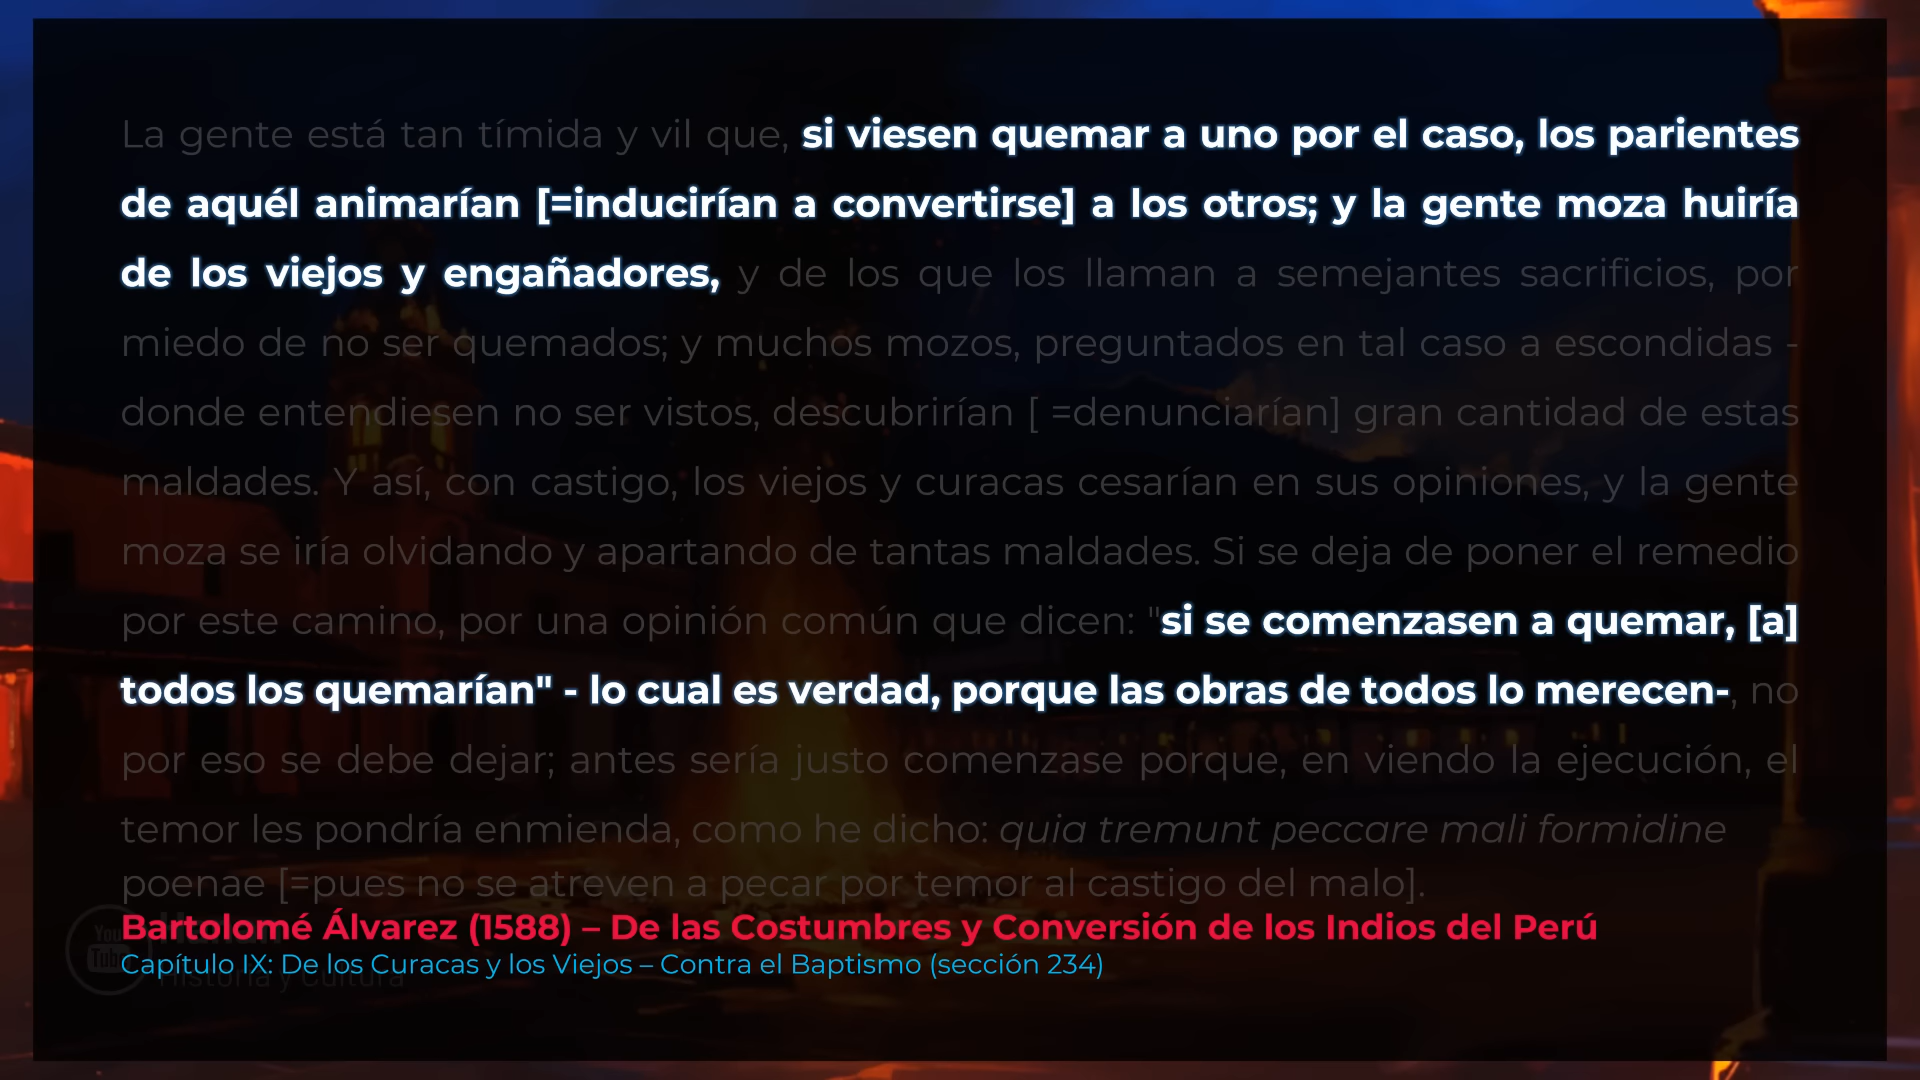 La gente está tan tímida y vil que, si viesen quemar a uno por el caso, los parientes
de aquél animarían [=inducirían a convertirse] a los otros; y la gente moza huiría
de los viejos y engañadores, y de los que los llaman a semejantes sacrificios, por
miedo de no ser quemados; y muchos mozos, preguntados en tal caso a escondidas -
donde entendiesen no ser vistos, descubrirían [ =denunciarían] gran cantidad de estas
maldades. Y así, con castigo, los viejos y curacas cesarían en sus opiniones, y la gente
moza se iría olvidando y apartando de tantas maldades. Si se deja de poner el remedio
por este camino, por una opinión común que dicen: "si se comenzasen a quemar, [a]
todos los quemarían" - lo cual es verdad, porque las obras de todos lo merecen-, no
por eso se debe dejar; antes sería justo comenzase porque, en viendo la ejecución, el
temor les pondría enmienda, como he dicho: quia tremunt peccare mali formidine
poenae [=pues no se atreven a pecar por temor al castigo del malo].
Bartolomé Álvarez (1588) – De las Costumbres y Conversión de los Indios del Perú
Capítulo IX: De los Curacas y los Viejos – Contra el Baptismo (sección 234)
You
Tube
Historia y Cultura